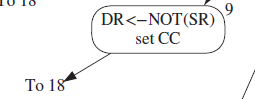 To 18
9
DR<–NOT(SR)
set CC
To 18